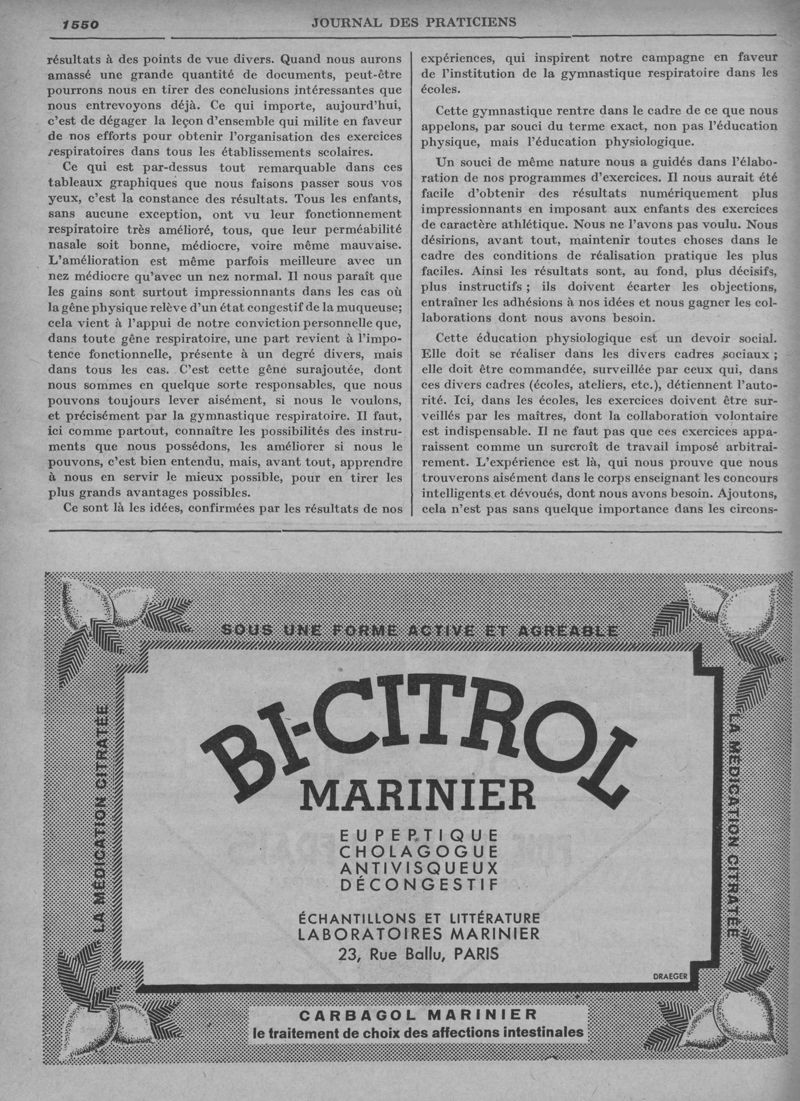 1550
JOURNAL DES PRATICIENS
résultats à des points de vue divers. Quand nous aurons
amassé une grande quantité de documents, peut-être
pourrons nous en tirer des conclusions intéressantes que
nous entrevoyons déjà. Ce qui importe, aujourd'hui,
c'est de dégager la leçon d'ensemble qui milite en faveur
de nos efforts pour obtenir l'organisation des exercices
respiratoires dans tous les établissements scolaires.
Ce qui est par-dessus tout remarquable dans ces
tableaux graphiques que nous faisons passer sous vos
yeux, c'est la constance des résultats. Tous les enfants,
sans aucune exception, ont vu leur fonctionnement
respiratoire très amélioré, tous, que leur perméabilité
nasale soit bonne, médiocre, voire même mauvaise.
L'amélioration est même parfois meilleure avec un
nez médiocre qu'avec un nez normal. Il nous paraît que
les gains sont surtout impressionnants dans les cas où
la gêne physique relève d'un état congestif de la muqueuse;
cela vient à l'appui de notre conviction personnelle que,
dans toute gêne respiratoire, une part revient à l'impo-
tence fonctionnelle, présente à un degré divers, mais
dans tous les cas. C'est cette gêne surajoutée, dont
nous sommes en quelque sorte responsables, que nous
pouvons toujours lever aisément, si nous le voulons,
et précisément par la gymnastique respiratoire. Il faut,
ici comme partout, connaître les possibilités des instru-
ments que nous possédons, les améliorer si nous le
pouvons, c'est bien entendu, mais, avant tout, apprendre
à nous en servir le mieux possible, pour en tirer les
plus grands avantages possibles.
Ce sont là les idées, confirmées par les résultats de nos
expériences, qui inspirent notre campagne en faveur
de l'institution de la gymnastique respiratoire dans les
écoles.
Cette gymnastique rentre dans le cadre de ce que nous
appelons, par souci du terme exact, non pas l'éducation
physique, mais l'éducation physiologique.
Un souci de même nature nous a guidés dans l'élabo-
ration de nos programmes d'exercices. Il nous aurait été
facile d'obtenir des résultats numériquement plus
impressionnants en imposant aux enfants des exercices
de caractère athlétique. Nous ne l'avons pas voulu. Nous
désirions, avant tout, maintenir toutes choses dans le
cadre des conditions de réalisation pratique les plus
faciles. Ainsi les résultats sont, au fond, plus décisifs,
plus instructifs ; ils doivent écarter les objections,
entraîner les adhésions à nos idées et nous gagner les col-
laborations dont nous avons besoin.
Cette éducation physiologique est un devoir social.
Elle doit se réaliser dans les divers cadres sociaux ;
elle doit être commandée, surveillée par ceux qui, dans
ces divers cadres (écoles, ateliers, etc.), détiennent l'auto-
rité. Ici, dans les écoles, les exercices doivent être sur-
veillés par les maîtres, dont la collaboration volontaire
est indispensable. Il ne faut pas que ces exercices appa-
raissent comme un surcroît de travail imposé arbitrai-
rement. L'expérience est là, qui nous prouve que nous
trouverons aisément dans le corps enseignant les concours
intelligents et dévoués, dont nous avons besoin. Ajoutons,
cela n'est pas sans quelque importance dans les circons-
SOUS UNE FORME ACTIVE ET AGRÉABLE
LA MÉDICATION CITRATÉE
BI-CITROL
MARINIER
EUPEPTIQUE
CHOLAGOGUE
ANTIVISQUEUX
DÉCONGESTIF
ÉCHANTILLONS ET LITTÉRATURE
LABORATOIRES MARINIER
23, Rue Ballu, PARIS
DRAEGER
LA MÉDICATION CITRATÉE
CARBAGOL MARINIER
le traitement de choix des affections intestinales